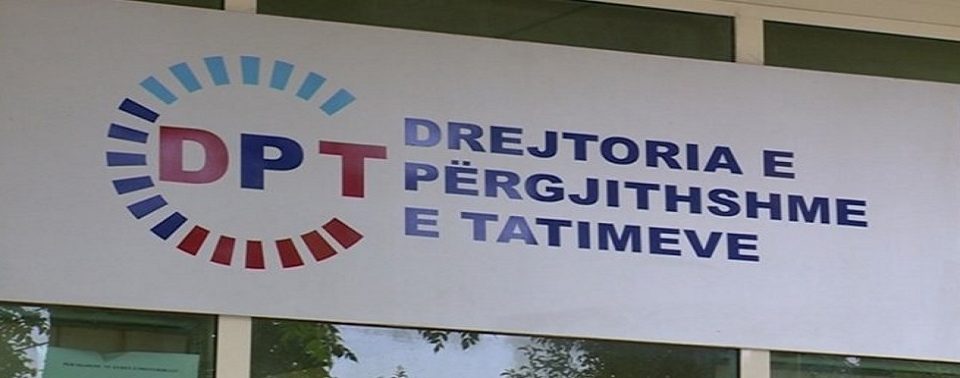 DPT
DREJTORIA E
PËRGJITHSHME
E TATIMEVE